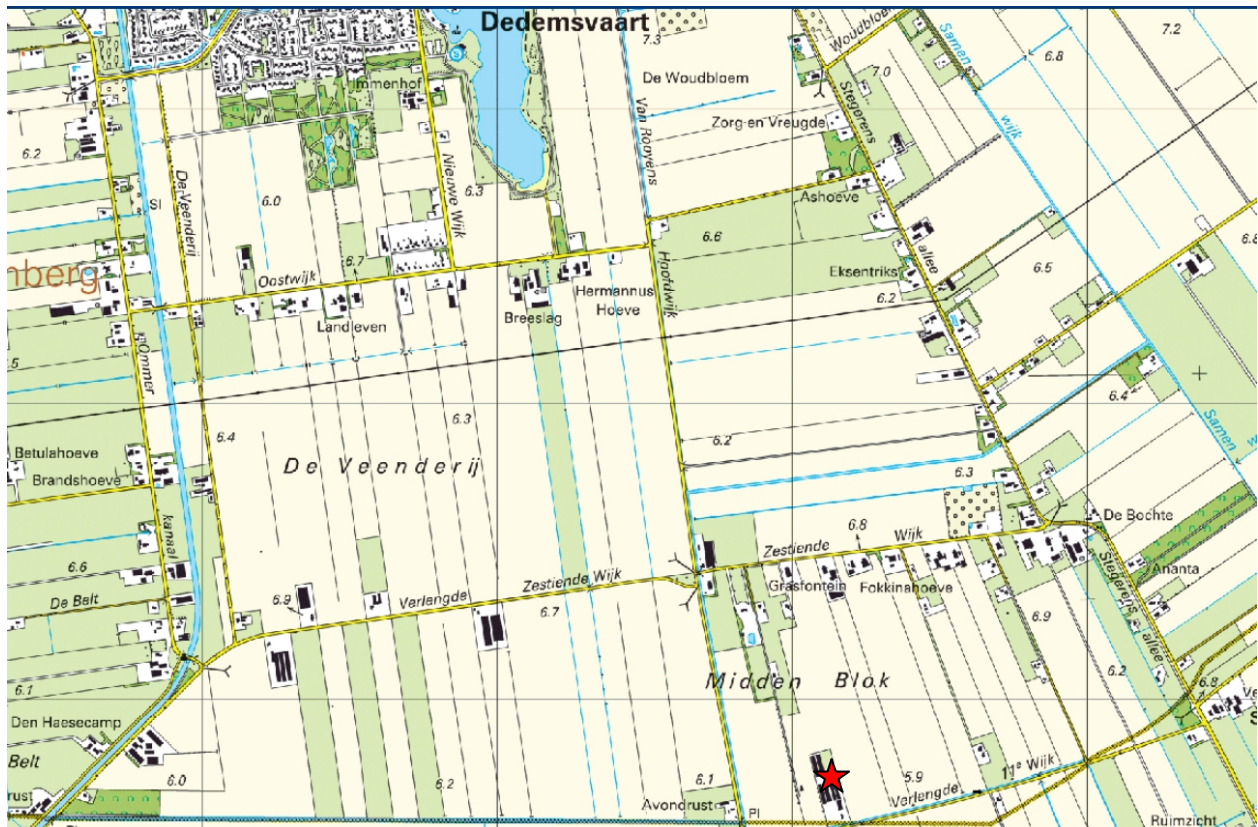 Dedemsvaart
7.3
Woudbloem
Samen
6.8
7.2
Immenhof
De Woudbloem
7.0
Stegerens
Van Rooyens
Zorg en Vreugde
wijk
6.2
6.0
De Veenderij
Nieuwe Wijk
6.3
SI
Ashoeve
6.6
allee
6.8
nberg
6.7
Oostwijk
Hoofdwijk
Eksentriks
6.5
Hermannus
Hoeve
6.2
Landleven
Breeslag
Ommer
.5
6.4
6.3
Samen
6.4
6.2
Betulahoeve
De Veenderij
Brandshoeve
6.3
De Bochte
kanaal
6.8
Zestiende Wijk
6.6
Zestiende Wijk
Grasfontein
Fokkinahoeve
Ananta
De Belt
6.9
Verlengde
6.7
Stegerens
6.9
allee
6.2
6.1
Midden Blok
6.8
Den Haesecamp
Belt
6.0
6.2
6.1
5.9
11e Wijk
Verlengde
rust
Avondrust
Pl
Ruimzicht